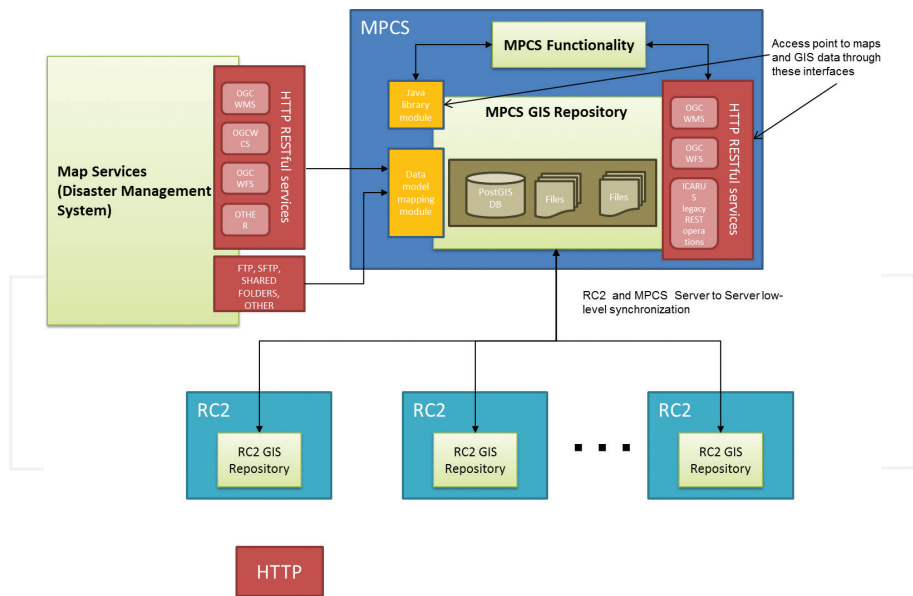 MPCS
MPCS Functionality
Access point to maps
and GIS data through
these interfaces
Map Services
(Disaster Management
System)
OGC
WMS
OGCW
CS
OGC
WFS
OTHE
R
HTTP RESTful services
FTP, SFTP,
SHARED
FOLDERS,
OTHER
Java
library
module
Data
model
mapping
module
MPCS GIS Repository
PostGIS
DB
Files
Files
OGC
WMS
OGC
WFS
ICARU
S
legacy
REST
opera
tions
HTTP RESTful services
RC2 and MPCS Server to Server low-
level synchronization
RC2
RC2 GIS
Repository
RC2
RC2 GIS
Repository
RC2
RC2 GIS
Repository
HTTP